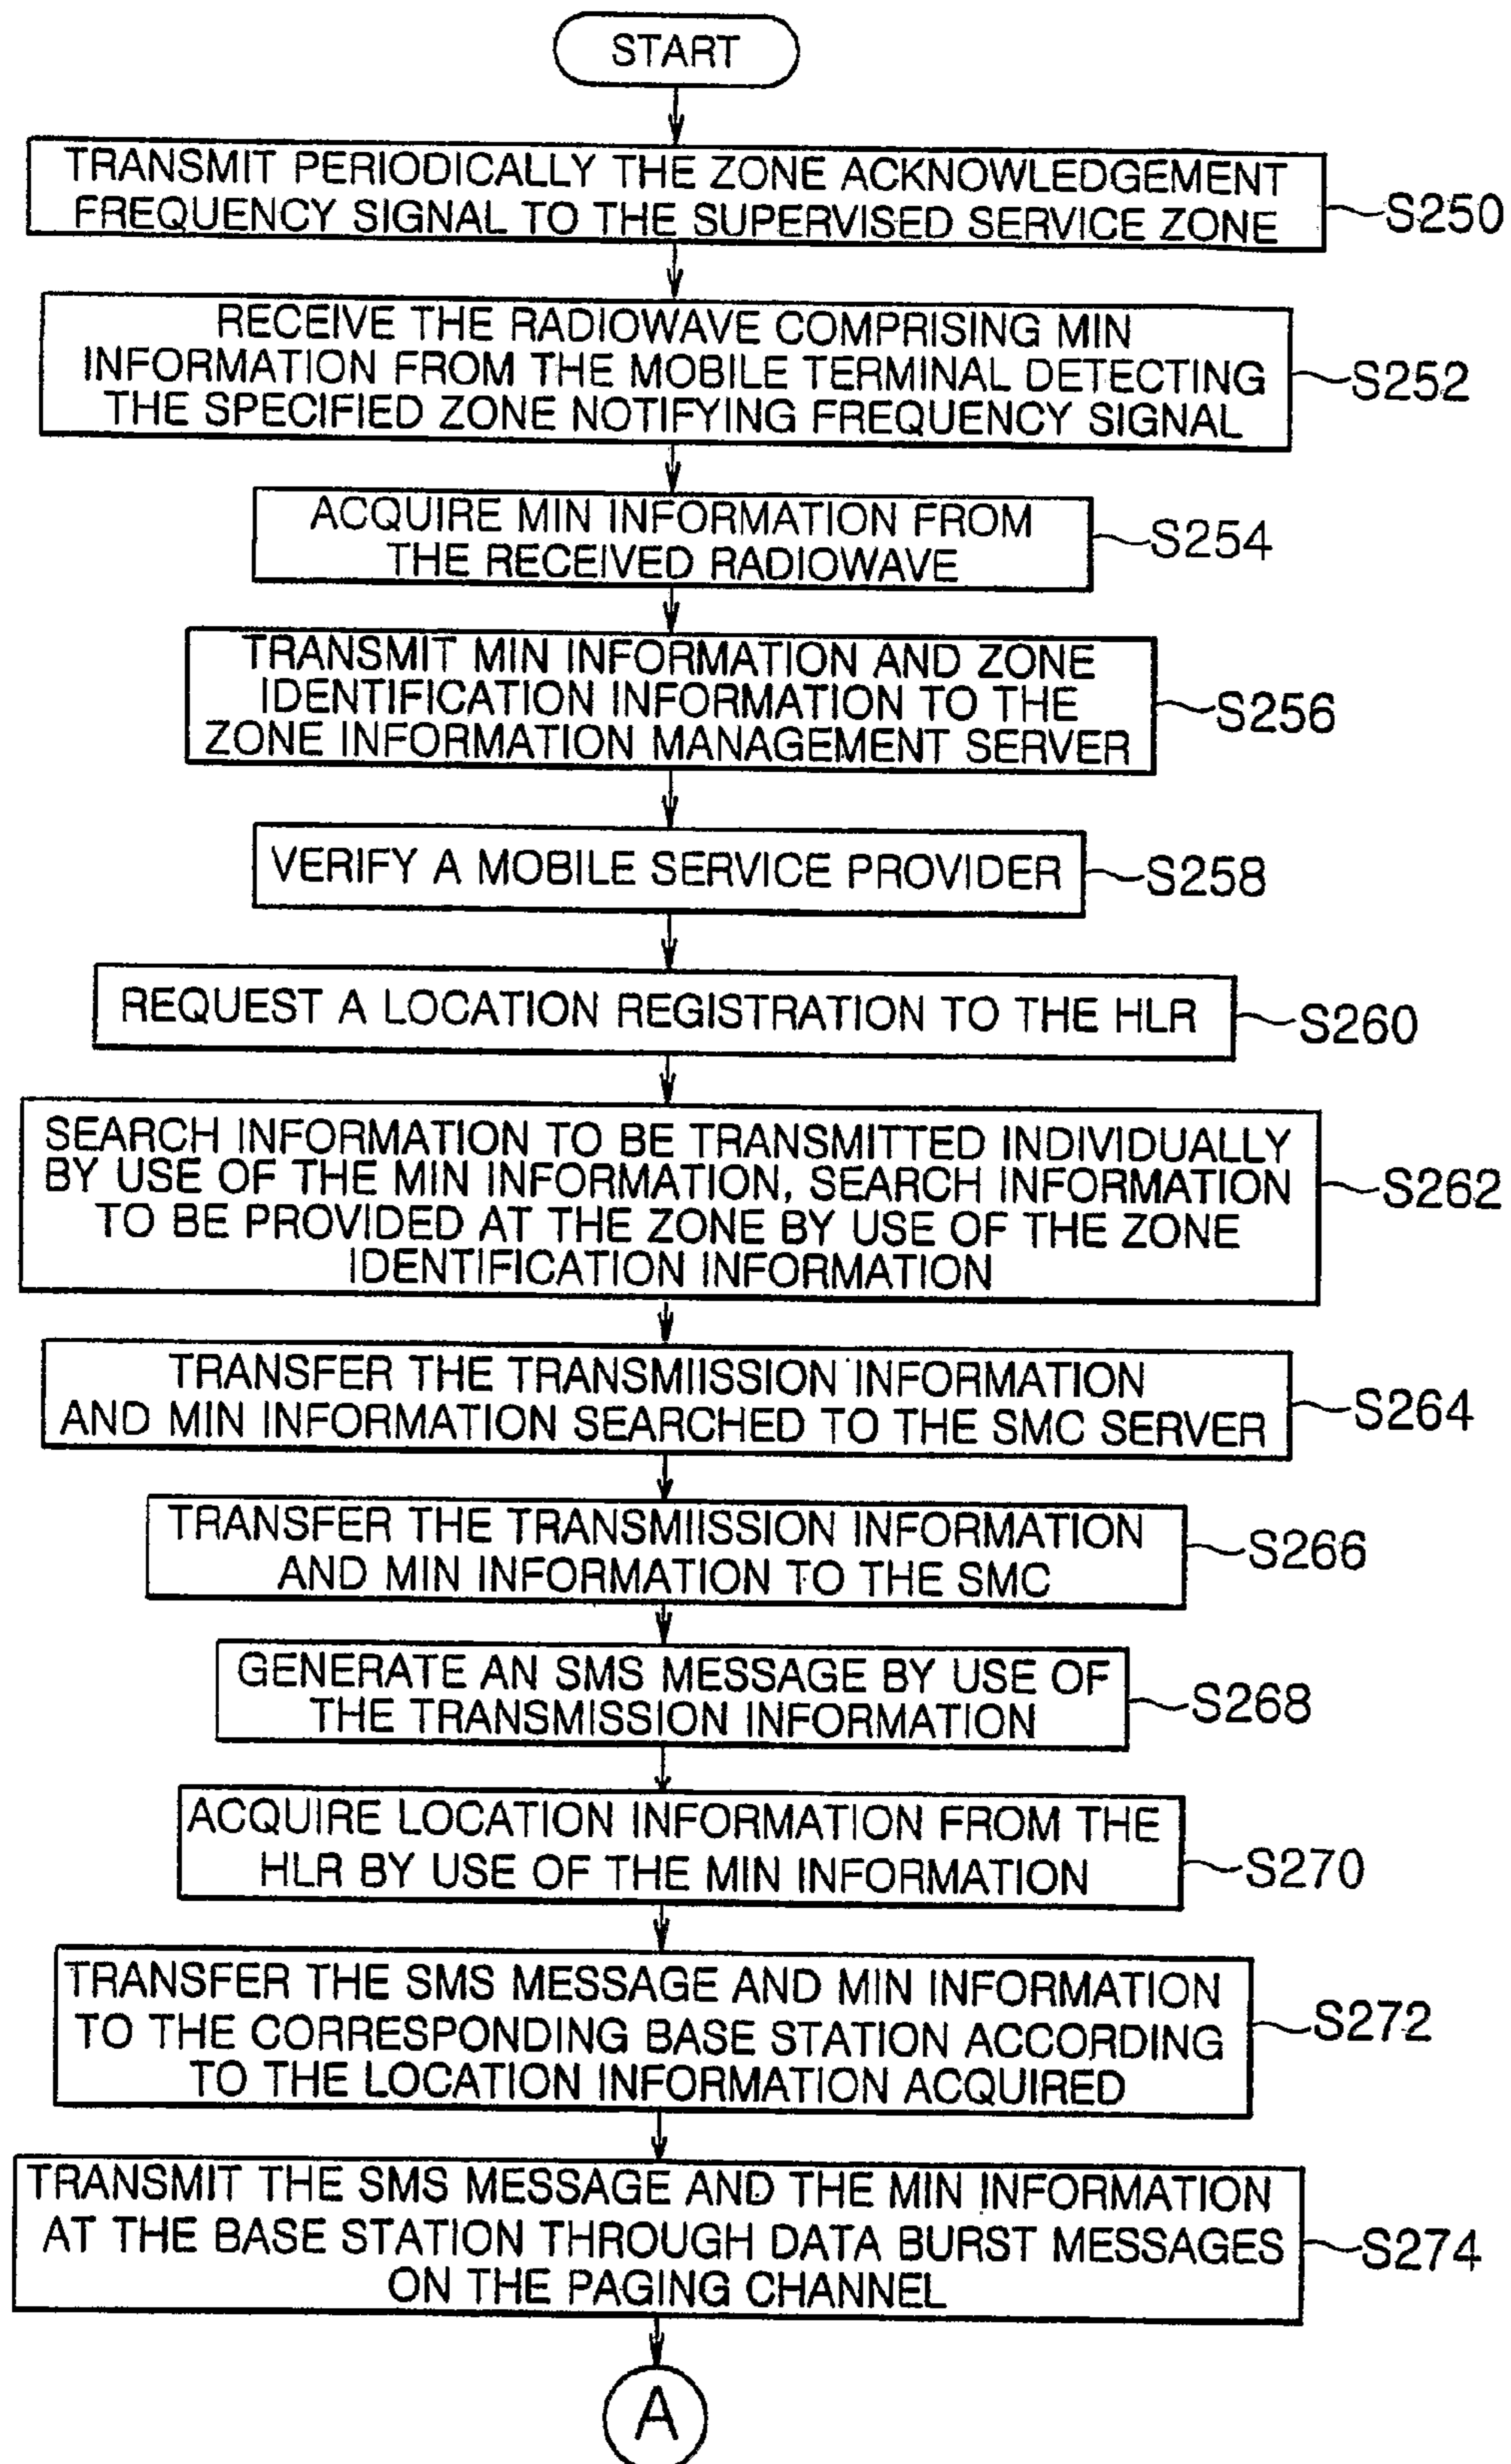 START
TRANSMIT PERIODICALLY THE ZONE ACKNOWLEDGEMENT
FREQUENCY SIGNAL TO THE SUPERVISED SERVICE ZONE
S250
RECEIVE THE RADIOWAVE COMPRISING MIN
INFORMATION FROM THE MOBILE TERMINAL DETECTING
THE SPECIFIED ZONE NOTIFYING FREQUENCY SIGNAL
S252
ACQUIRE MIN INFORMATION FROM
THE RECEIVED RADIOWAVE
S254
TRANSMIT MIN INFORMATION AND ZONE
IDENTIFICATION INFORMATION TO THE
ZONE INFORMATION MANAGEMENT SERVER
S256
VERIFY A MOBILE SERVICE PROVIDER
S258
REQUEST A LOCATION REGISTRATION TO THE HLR
S260
SEARCH INFORMATION TO BE TRANSMITTED INDIVIDUALLY
BY USE OF THE MIN INFORMATION, SEARCH INFORMATION
TO BE PROVIDED AT THE ZONE BY USE OF THE ZONE
IDENTIFICATION INFORMATION
S262
TRANSFER THE TRANSMIISSION INFORMATION
AND MIN INFORMATION SEARCHED TO THE SMC SERVER
S264
TRANSFER THE TRANSMIISSION INFORMATION
AND MIN INFORMATION TO THE SMC
S266
GENERATE AN SMS MESSAGE BY USE OF
THE TRANSMISSION INFORMATION
S268
ACQUIRE LOCATION INFORMATION FROM THE
HLR BY USE OF THE MIN INFORMATION
S270
TRANSFER THE SMS MESSAGE AND MIN INFORMATION
TO THE CORRESPONDING BASE STATION ACCORDING
TO THE LOCATION INFORMATION ACQUIRED
S272
TRANSMIT THE SMS MESSAGE AND THE MIN INFORMATION
AT THE BASE STATION THROUGH DATA BURST MESSAGES
ON THE PAGING CHANNEL
S274
A